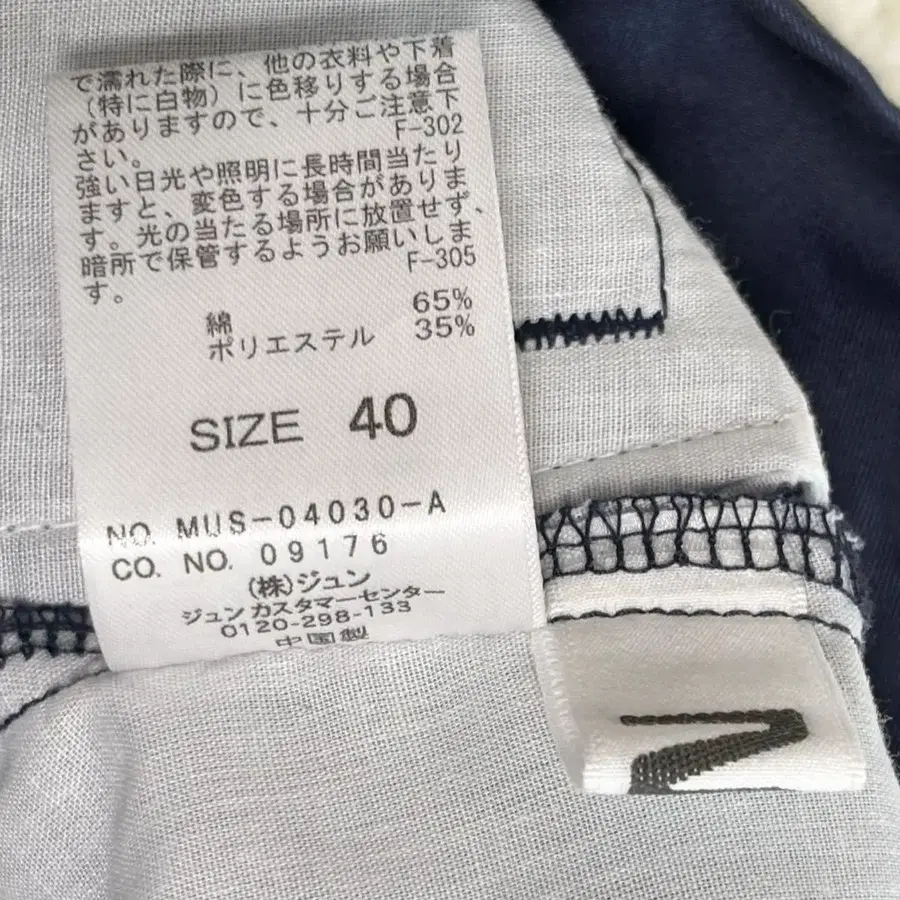 で濡れた際に、他の衣料や下着
（特に白物）に色移りする場合
がありますので、十分ご注意下
さい。
F-302
強い日光や照明に長時間当たり
ますと、変色する場合がありま
す。光の当たる場所に放置せず、
暗所で保管するようお願いしま
す。
F-305
綿 65%
ポリエステル 35%
SIZE 40
NO. MUS-04030-A
CO. NO. 09176
(株)ジュン
ジュンカスタマーセンター
0120-298-133
中国製